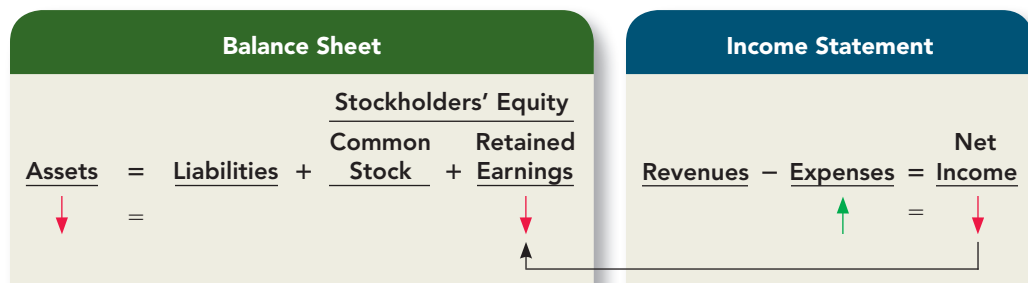 Balance Sheet
Stockholders’ Equity
Common Retained
Assets = Liabilities + Stock + Earnings
=
Income Statement
Net
Revenues − Expenses = Income
=